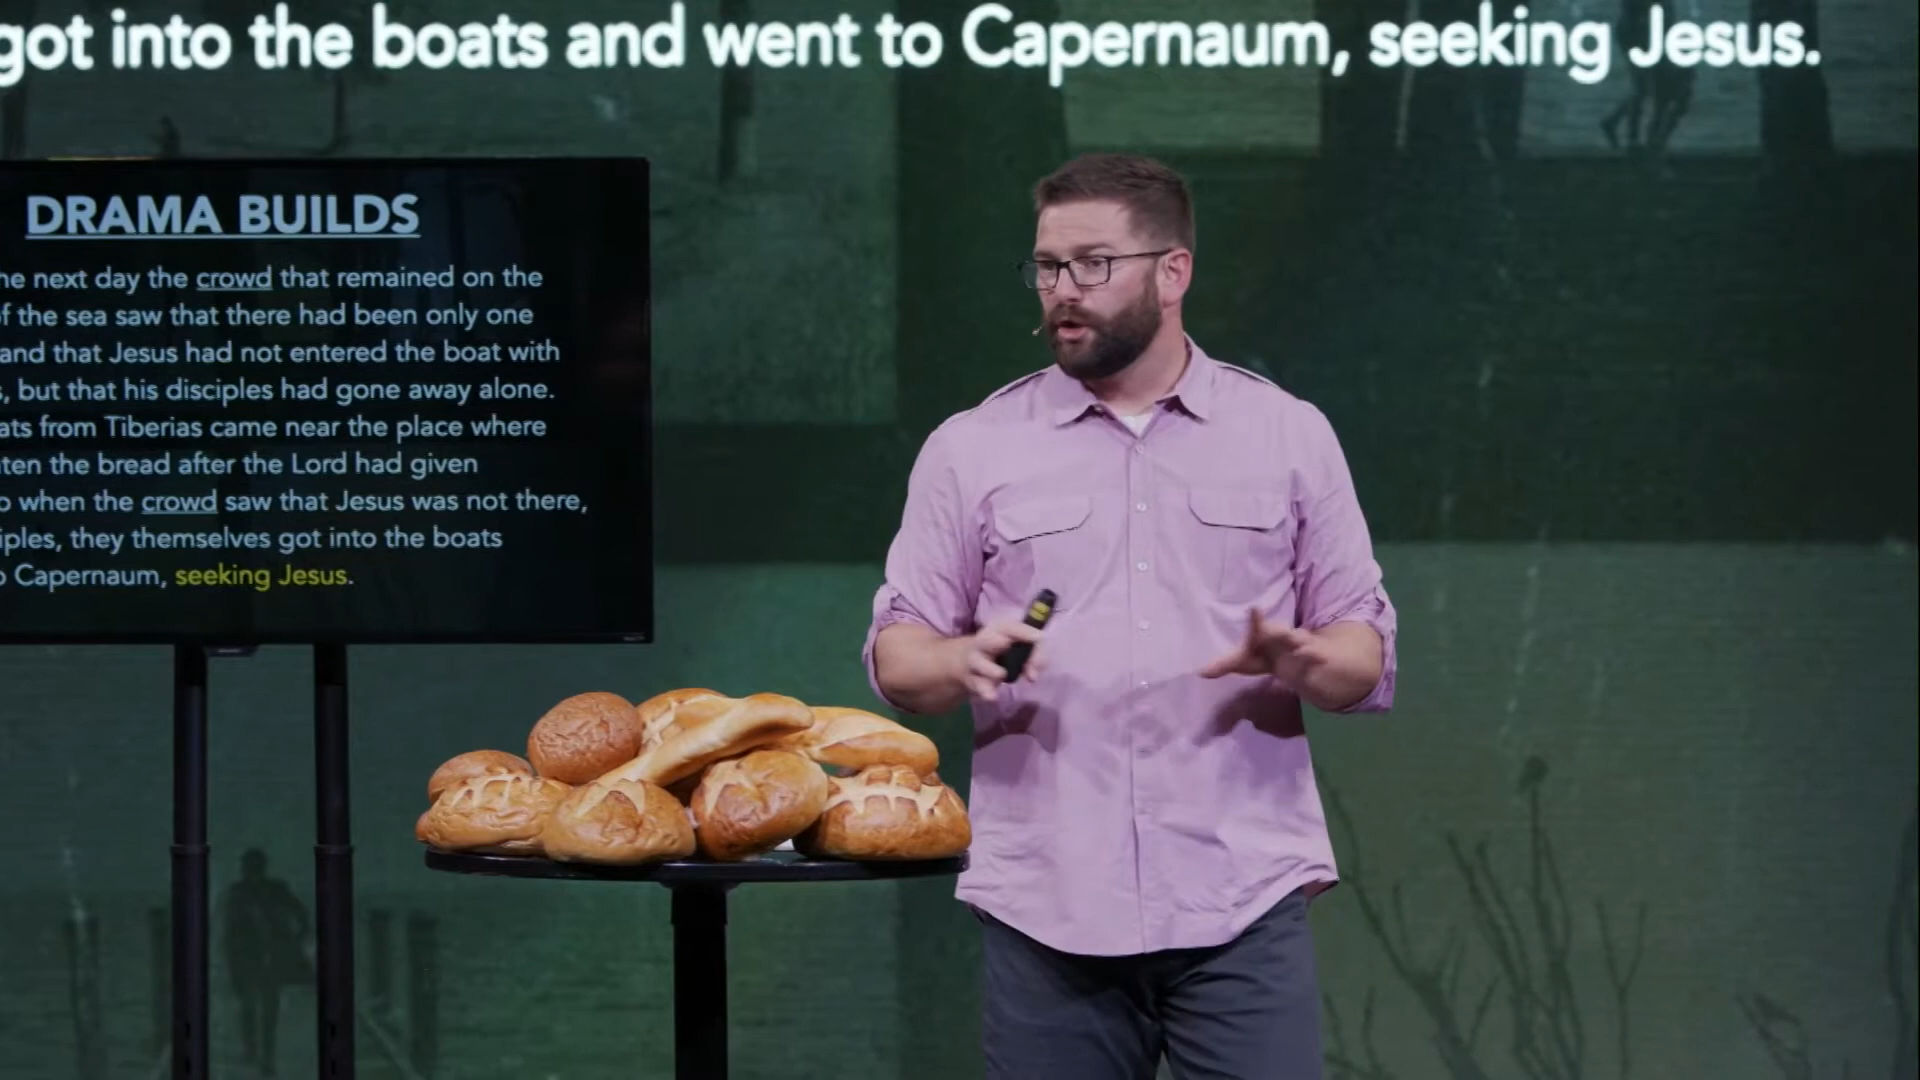 got into the boats and went to Capernaum, seeking Jesus.
DRAMA BUILDS
next day the crowd that remained on the
the sea saw that there had been only one
and that Jesus had not entered the boat with
but that his disciples had gone away alone.
from Tiberias came near the place where
the bread after the Lord had given
when the crowd saw that Jesus was not there,
they themselves got into the boats
Capernaum, seeking Jesus.